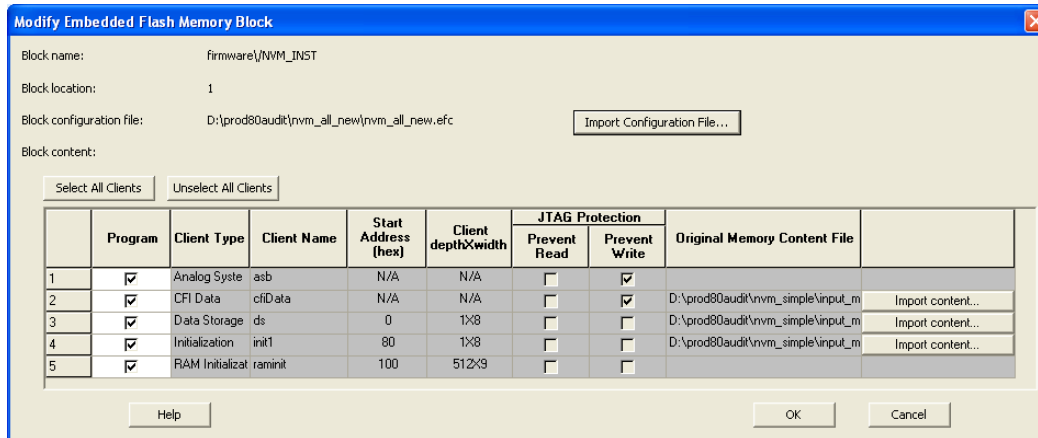 Modify Embedded Flash Memory Block
Block name: firmware\/NVM_INST
Block location: 1
Block configuration file: D:\prod80audit\nvm_all_new\nvm_all_new.efc Import Configuration File...
Block content:
Select All Clients Unselect All Clients
Program Client Type Client Name Start Address (hex) Client depthXwidth JTAG Protection Prevent Read Prevent Write Original Memory Content File
1 Analog Syste asb N/A N/A
2 CFI Data cfiData N/A N/A D:\prod80audit\nvm_simple\input_m Import content...
3 Data Storage ds 0 1X8 D:\prod80audit\nvm_simple\input_m Import content...
4 Initialization init1 80 1X8 D:\prod80audit\nvm_simple\input_m Import content...
5 RAM Initializat raminit 100 512X9
Help OK Cancel